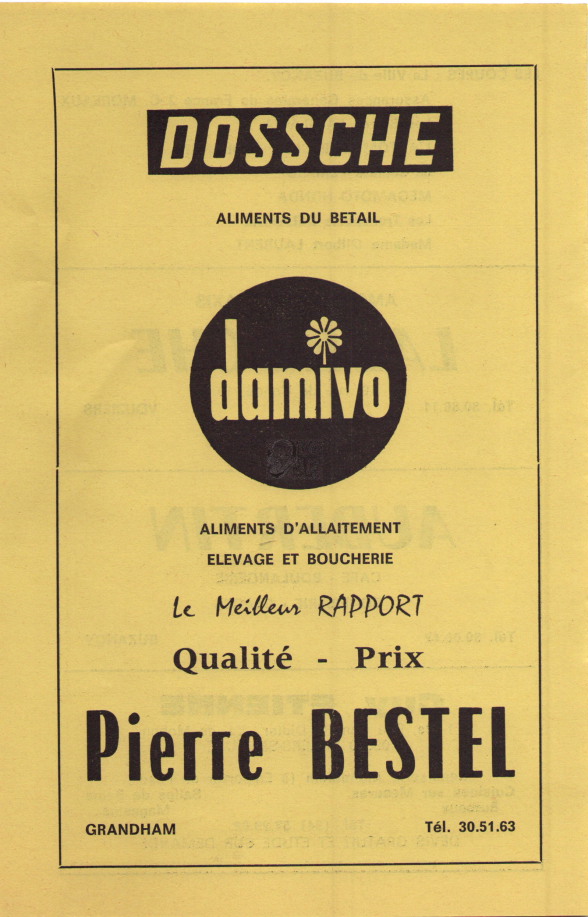 DOSSCHE
ALIMENTS DU BETAIL
damivo
ALIMENTS D'ALLAITEMENT
ELEVAGE ET BOUCHERIE
Le Meilleur RAPPORT
Qualité - Prix
Pierre BESTEL
GRANDHAM Tél. 30.51.63